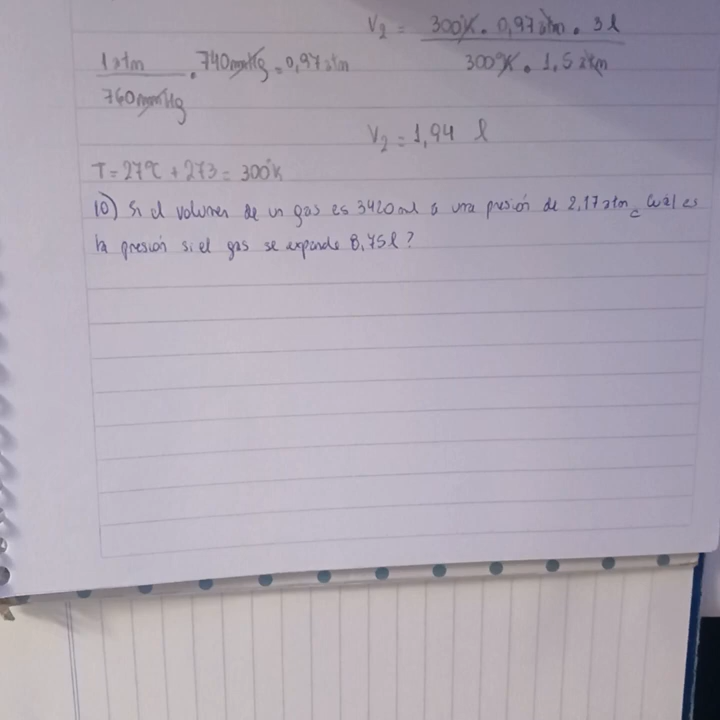 V₂ = 300°K . 0,97 atm . 3 l
300°K . 1,5 atm
1 atm . 740 mmHg = 0,97 atm
760 mmHg
V₂ = 1,94 l
T = 27°C + 273 = 300°K
10) Si el volumen de un gas es 3420 ml a una presión de 2,17 atm ¿Cuál es
la presión si el gas se expande 8,75 l?